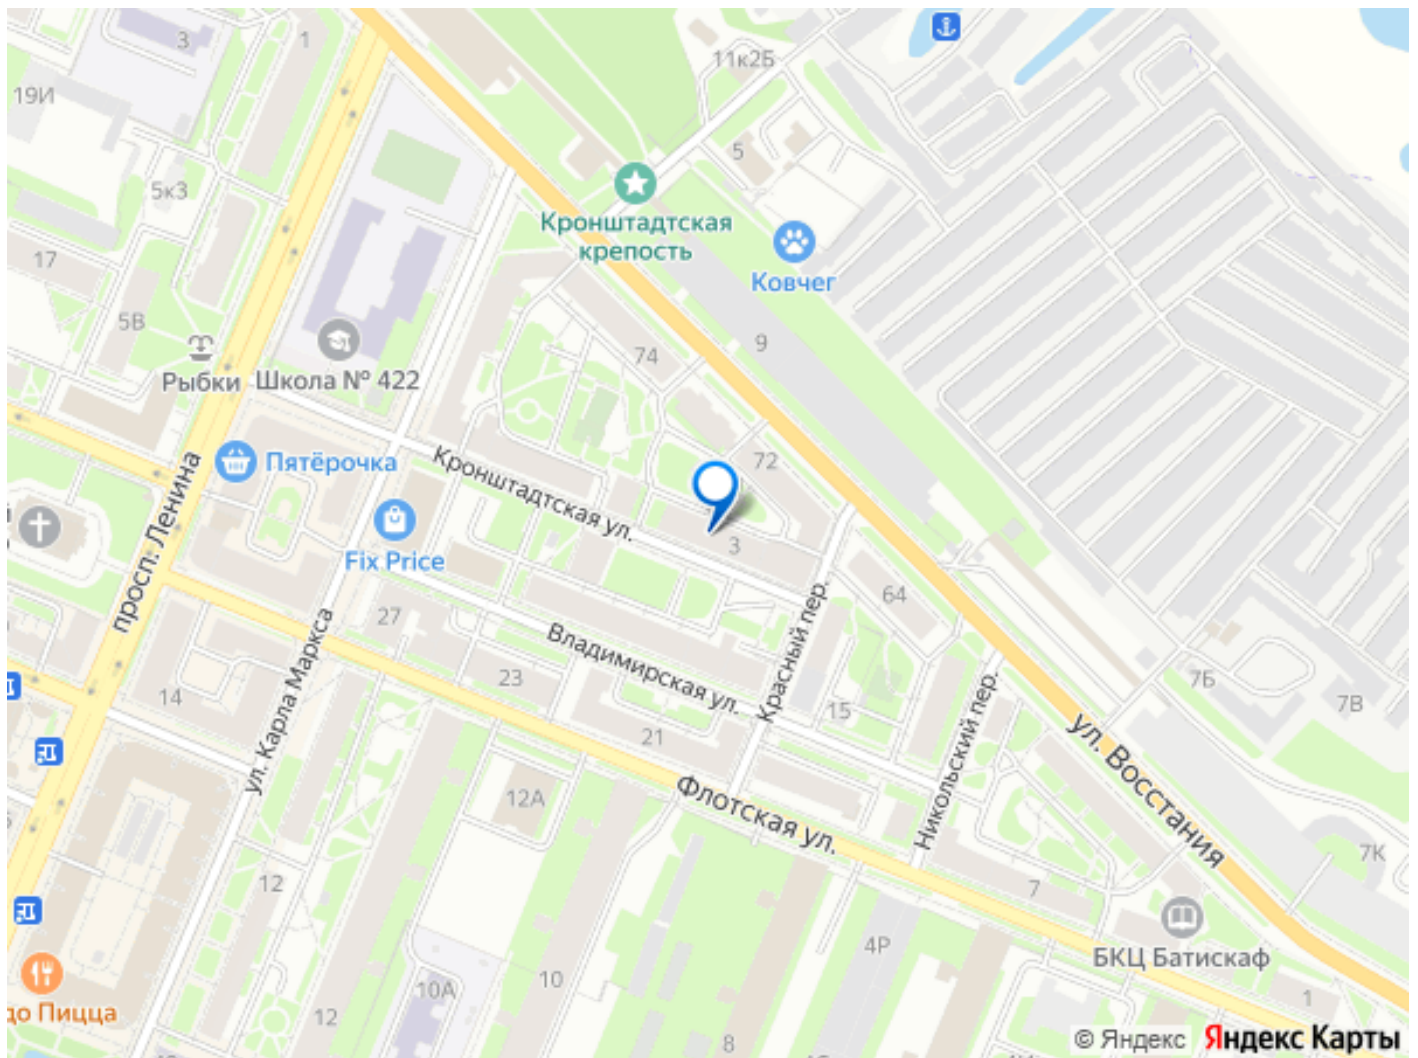 3
1
19И
11к2Б
5
5к3
Кронштадтская
крепость
Ковчег
17
5В
9
74
Рыбки
Школа № 422
Пятёрочка
72
Кронштадтская ул.
просп. Ленина
Fix Price
3
64
27
Владимирская ул.
Красный пер.
ул. Карла Маркса
23
14
15
7Б
7В
Никольский пер.
ул. Восстания
21
12А
Флотская ул.
7К
12
7
БКЦ Батискаф
4Р
10
10А
до Пицца
12
8
1
© Яндекс
Яндекс Карты